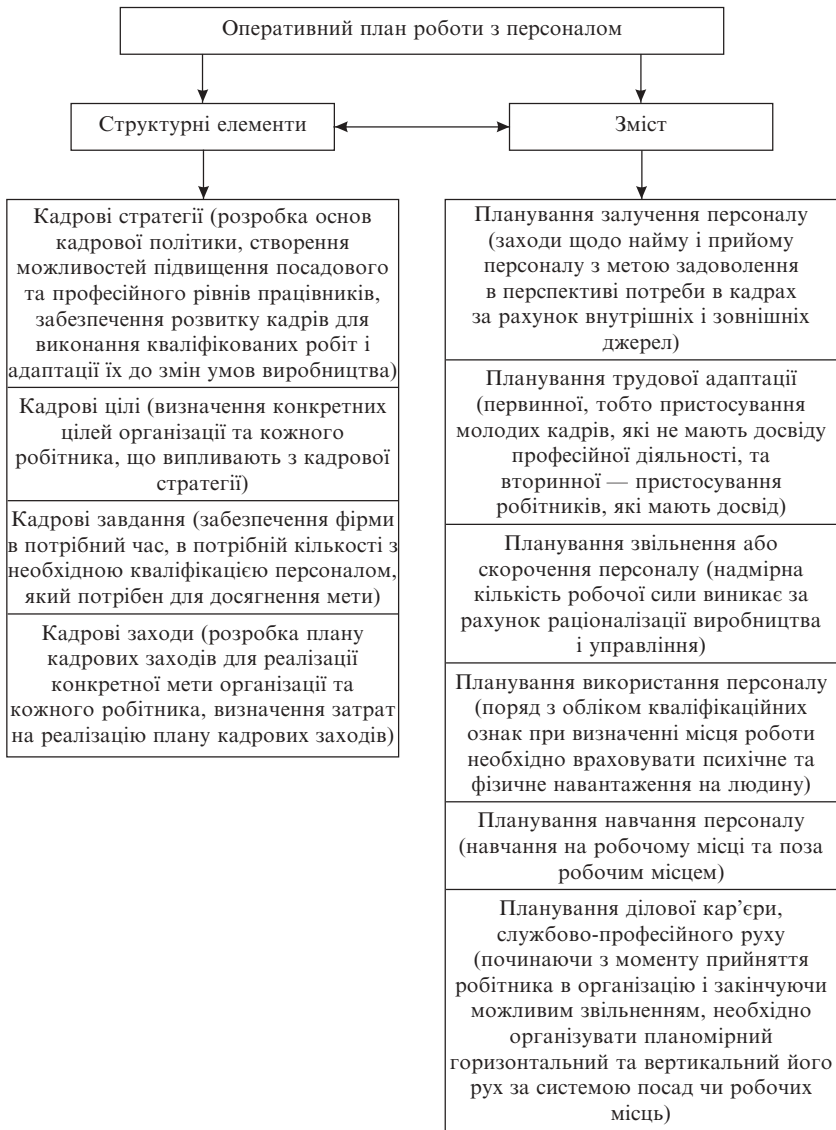 Оперативний план роботи з персоналом
Структурні елементи
Зміст
Кадрові стратегії (розробка основ
кадрової політики, створення
можливостей підвищення посадового
та професійного рівнів працівників,
забезпечення розвитку кадрів для
виконання кваліфікованих робіт і
адаптації їх до змін умов виробництва)
Кадрові цілі (визначення конкретних
цілей організації та кожного
робітника, що випливають з кадрової
стратегії)
Кадрові завдання (забезпечення фірми
в потрібний час, в потрібній кількості з
необхідною кваліфікацією персоналом,
який потрібен для досягнення мети)
Кадрові заходи (розробка плану
кадрових заходів для реалізації
конкретної мети організації та
кожного робітника, визначення затрат
на реалізацію плану кадрових заходів)
Планування залучення персоналу
(заходи щодо найму і прийому
персоналу з метою задоволення
в перспективі потреби в кадрах
за рахунок внутрішніх і зовнішніх
джерел)
Планування трудової адаптації
(первинної, тобто пристосування
молодих кадрів, які не мають досвіду
професійної діяльності, та
вторинної — пристосування
робітників, які мають досвід)
Планування звільнення або
скорочення персоналу (надмірна
кількість робочої сили виникає за
рахунок раціоналізації виробництва
і управління)
Планування використання персоналу
(поряд з обліком кваліфікаційних
ознак при визначенні місця роботи
необхідно враховувати психічне та
фізичне навантаження на людину)
Планування навчання персоналу
(навчання на робочому місці та поза
робочим місцем)
Планування ділової кар’єри,
службово-професійного руху
(починаючи з моменту прийняття
робітника в організацію і закінчуючи
можливим звільненням, необхідно
організувати планомірний
горизонтальний та вертикальний його
рух за системою посад чи робочих
місць)